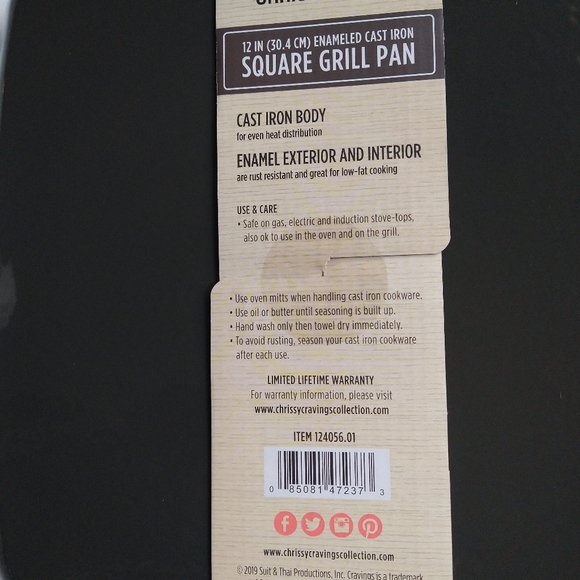 12 IN (30.4 CM) ENAMELED CAST IRON
SQUARE GRILL PAN
CAST IRON BODY
for even heat distribution
ENAMEL EXTERIOR AND INTERIOR
are rust resistant and great for low-fat cooking
USE & CARE
• Safe on gas, electric and induction stove-tops,
also ok to use in the oven and on the grill.
• Use oven mitts when handling cast iron cookware.
• Use oil or butter until seasoning is built up.
• Hand wash only then towel dry immediately.
• To avoid rusting, season your cast iron cookware
after each use.
LIMITED LIFETIME WARRANTY
For warranty information, please visit
www.chrissycravingscollection.com
ITEM 124056.01
0 85081 47237 3
www.chrissycravingscollection.com
© 2019 Suit & Thai Productions, Inc. Cravings is a trademark